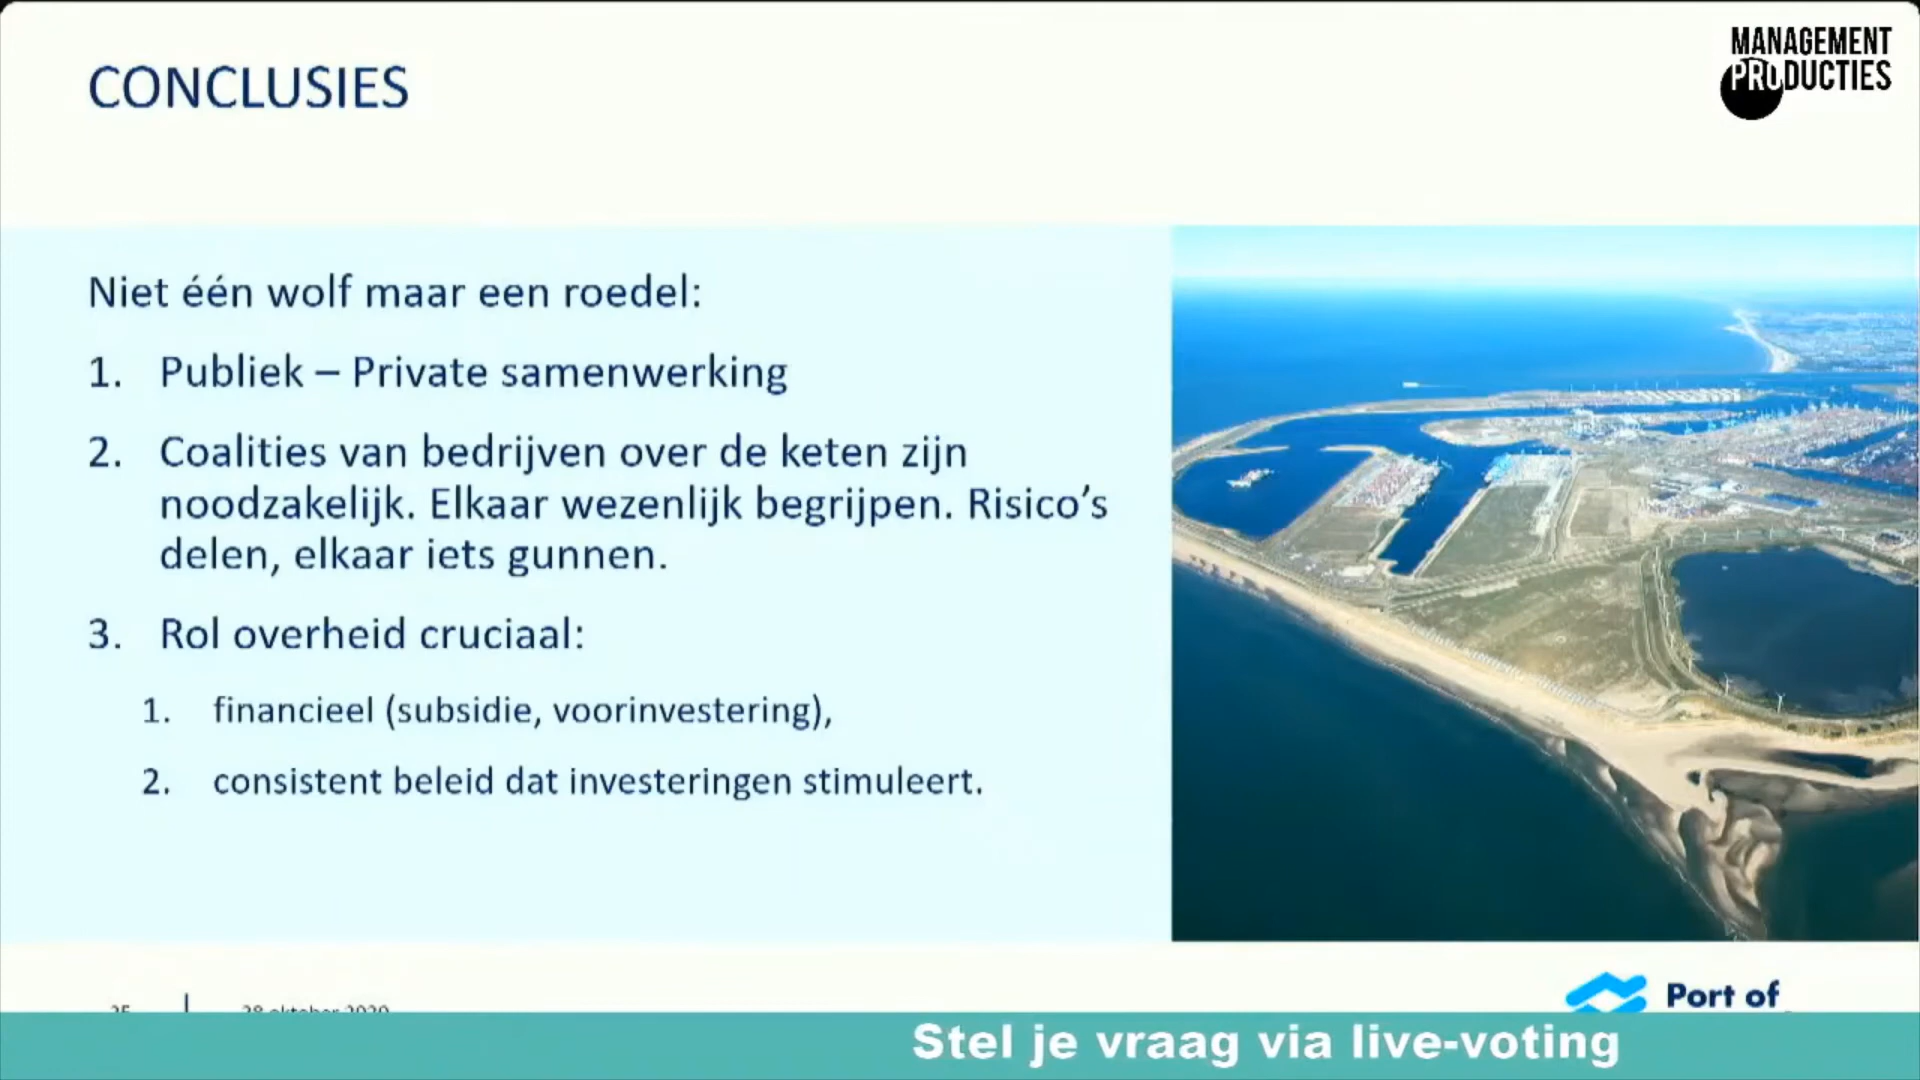 CONCLUSIES
MANAGEMENT
PRODUCTIES
Niet één wolf maar een roedel:
1. Publiek – Private samenwerking
2. Coalities van bedrijven over de keten zijn
noodzakelijk. Elkaar wezenlijk begrijpen. Risico’s
delen, elkaar iets gunnen.
3. Rol overheid cruciaal:
1. financieel (subsidie, voorinvestering),
2. consistent beleid dat investeringen stimuleert.
oktober 2020
Port of
Stel je vraag via live-voting